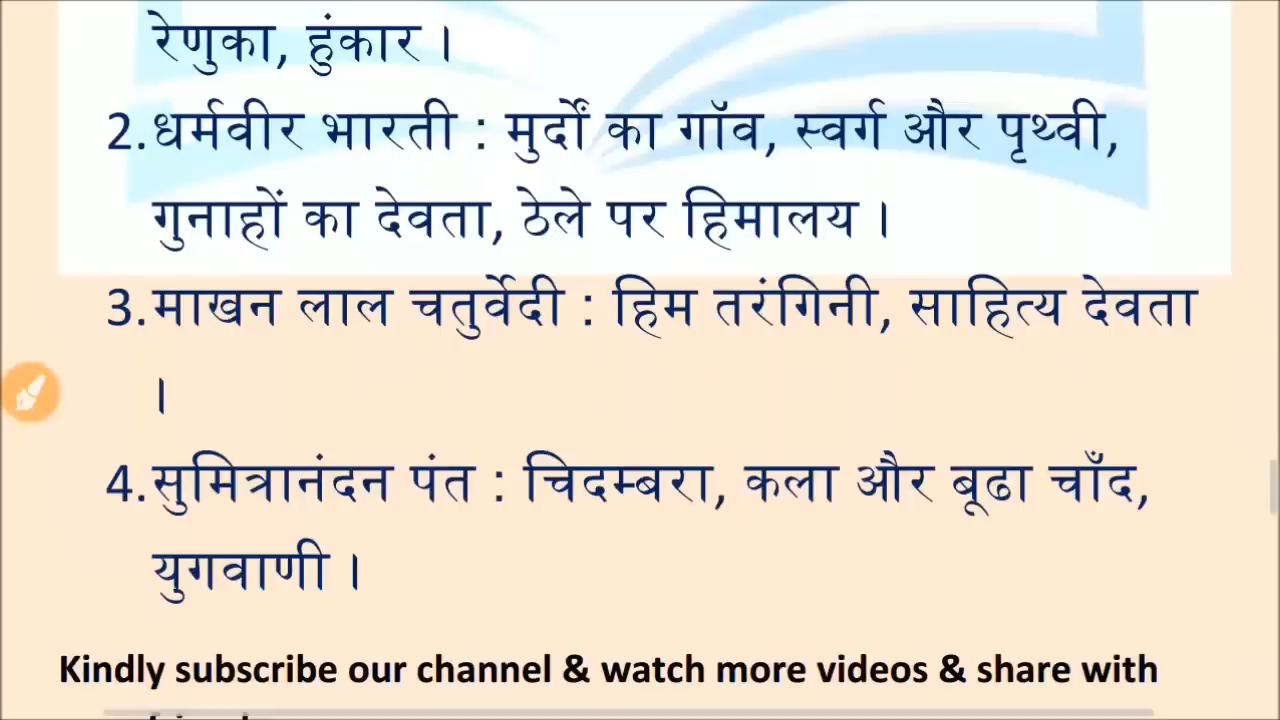 रेणुका, हुंकार ।
2. धर्मवीर भारती : मुर्दों का गॉव, स्वर्ग और पृथ्वी,
गुनाहों का देवता, ठेले पर हिमालय ।
3. माखन लाल चतुर्वेदी : हिम तरंगिनी, साहित्य देवता
।
4. सुमित्रानंदन पंत : चिदम्बरा, कला और बूढा चाँद,
युगवाणी ।
Kindly subscribe our channel & watch more videos & share with